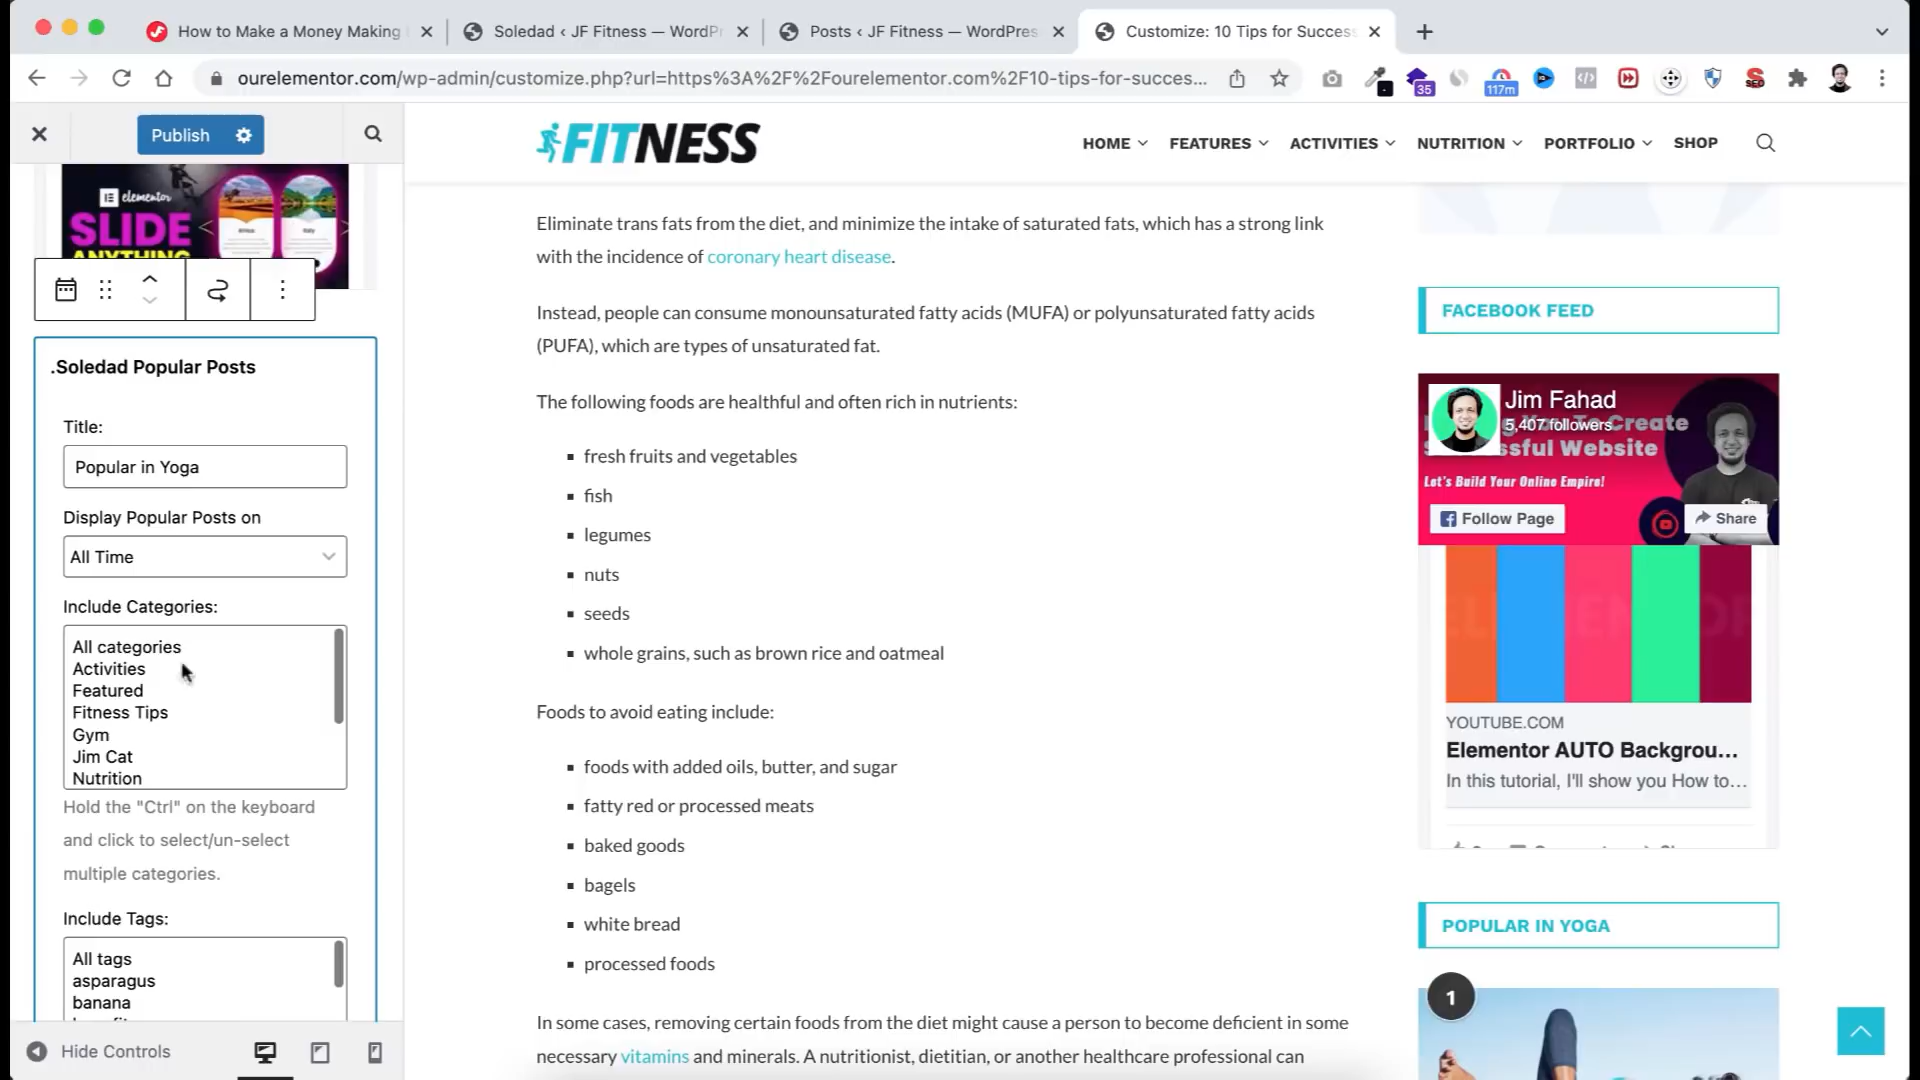 How to Make a Money Making
Soledad ‹ JF Fitness — WordPr
Posts ‹ JF Fitness — WordPres
Customize: 10 Tips for Succes
ourelementor.com/wp-admin/customize.php?url=https%3A%2F%2Fourelementor.com%2F10-tips-for-succes...
35
117m
SEO
Publish
FITNESS
HOME
FEATURES
ACTIVITIES
NUTRITION
PORTFOLIO
SHOP
elementor
SLIDE
ANYTHING
.Soledad Popular Posts
Title:
Popular in Yoga
Display Popular Posts on
All Time
Include Categories:
All categories
Activities
Featured
Fitness Tips
Gym
Jim Cat
Nutrition
Hold the "Ctrl" on the keyboard
and click to select/un-select
multiple categories.
Include Tags:
All tags
asparagus
banana
Hide Controls
Eliminate trans fats from the diet, and minimize the intake of saturated fats, which has a strong link
with the incidence of coronary heart disease.
Instead, people can consume monounsaturated fatty acids (MUFA) or polyunsaturated fatty acids
(PUFA), which are types of unsaturated fat.
The following foods are healthful and often rich in nutrients:
fresh fruits and vegetables
fish
legumes
nuts
seeds
whole grains, such as brown rice and oatmeal
Foods to avoid eating include:
foods with added oils, butter, and sugar
fatty red or processed meats
baked goods
bagels
white bread
processed foods
In some cases, removing certain foods from the diet might cause a person to become deficient in some
necessary vitamins and minerals. A nutritionist, dietitian, or another healthcare professional can
FACEBOOK FEED
Jim Fahad
5,407 followers
To Create
Website
Let's Build Your Online Empire!
Follow Page
Share
YOUTUBE.COM
Elementor AUTO Backgrou...
In this tutorial, I'll show you How to...
POPULAR IN YOGA
1